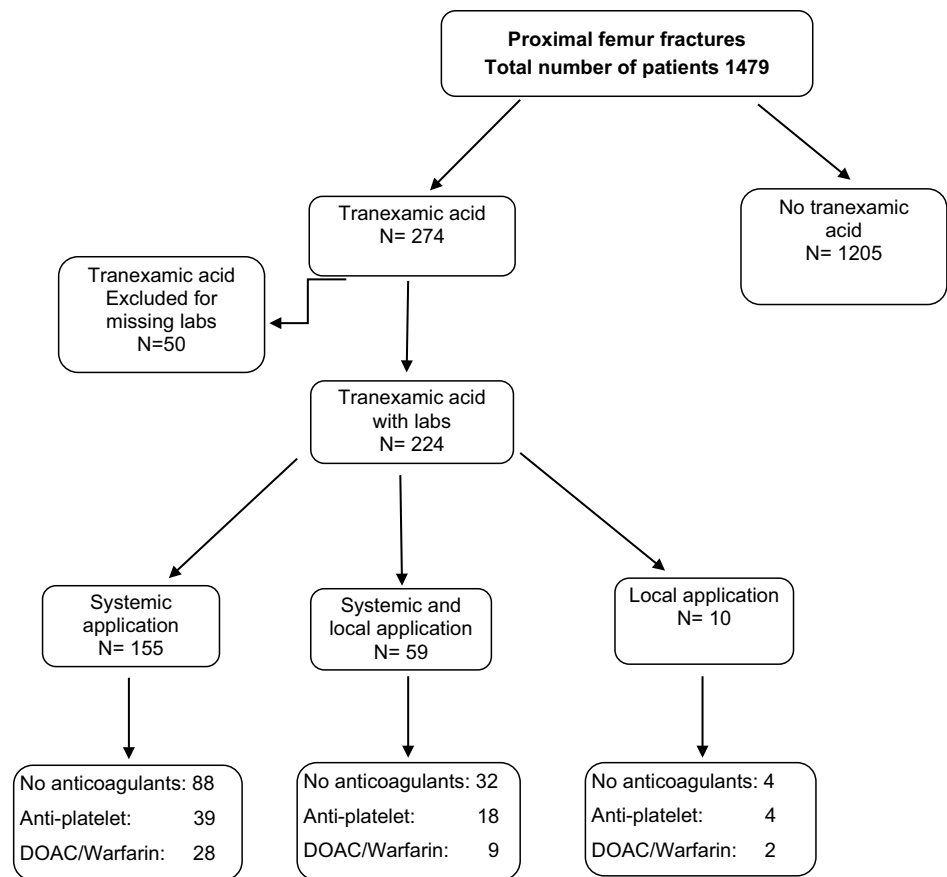 Proximal femur fractures
Total number of patients 1479
Tranexamic acid
N= 274
No tranexamic
acid
N= 1205
Tranexamic acid
Excluded for
missing labs
N=50
Tranexamic acid
with labs
N= 224
Systemic
application
N= 155
Systemic and
local application
N= 59
Local application
N= 10
No anticoagulants: 88
Anti-platelet: 39
DOAC/Warfarin: 28
No anticoagulants: 32
Anti-platelet: 18
DOAC/Warfarin: 9
No anticoagulants: 4
Anti-platelet: 4
DOAC/Warfarin: 2